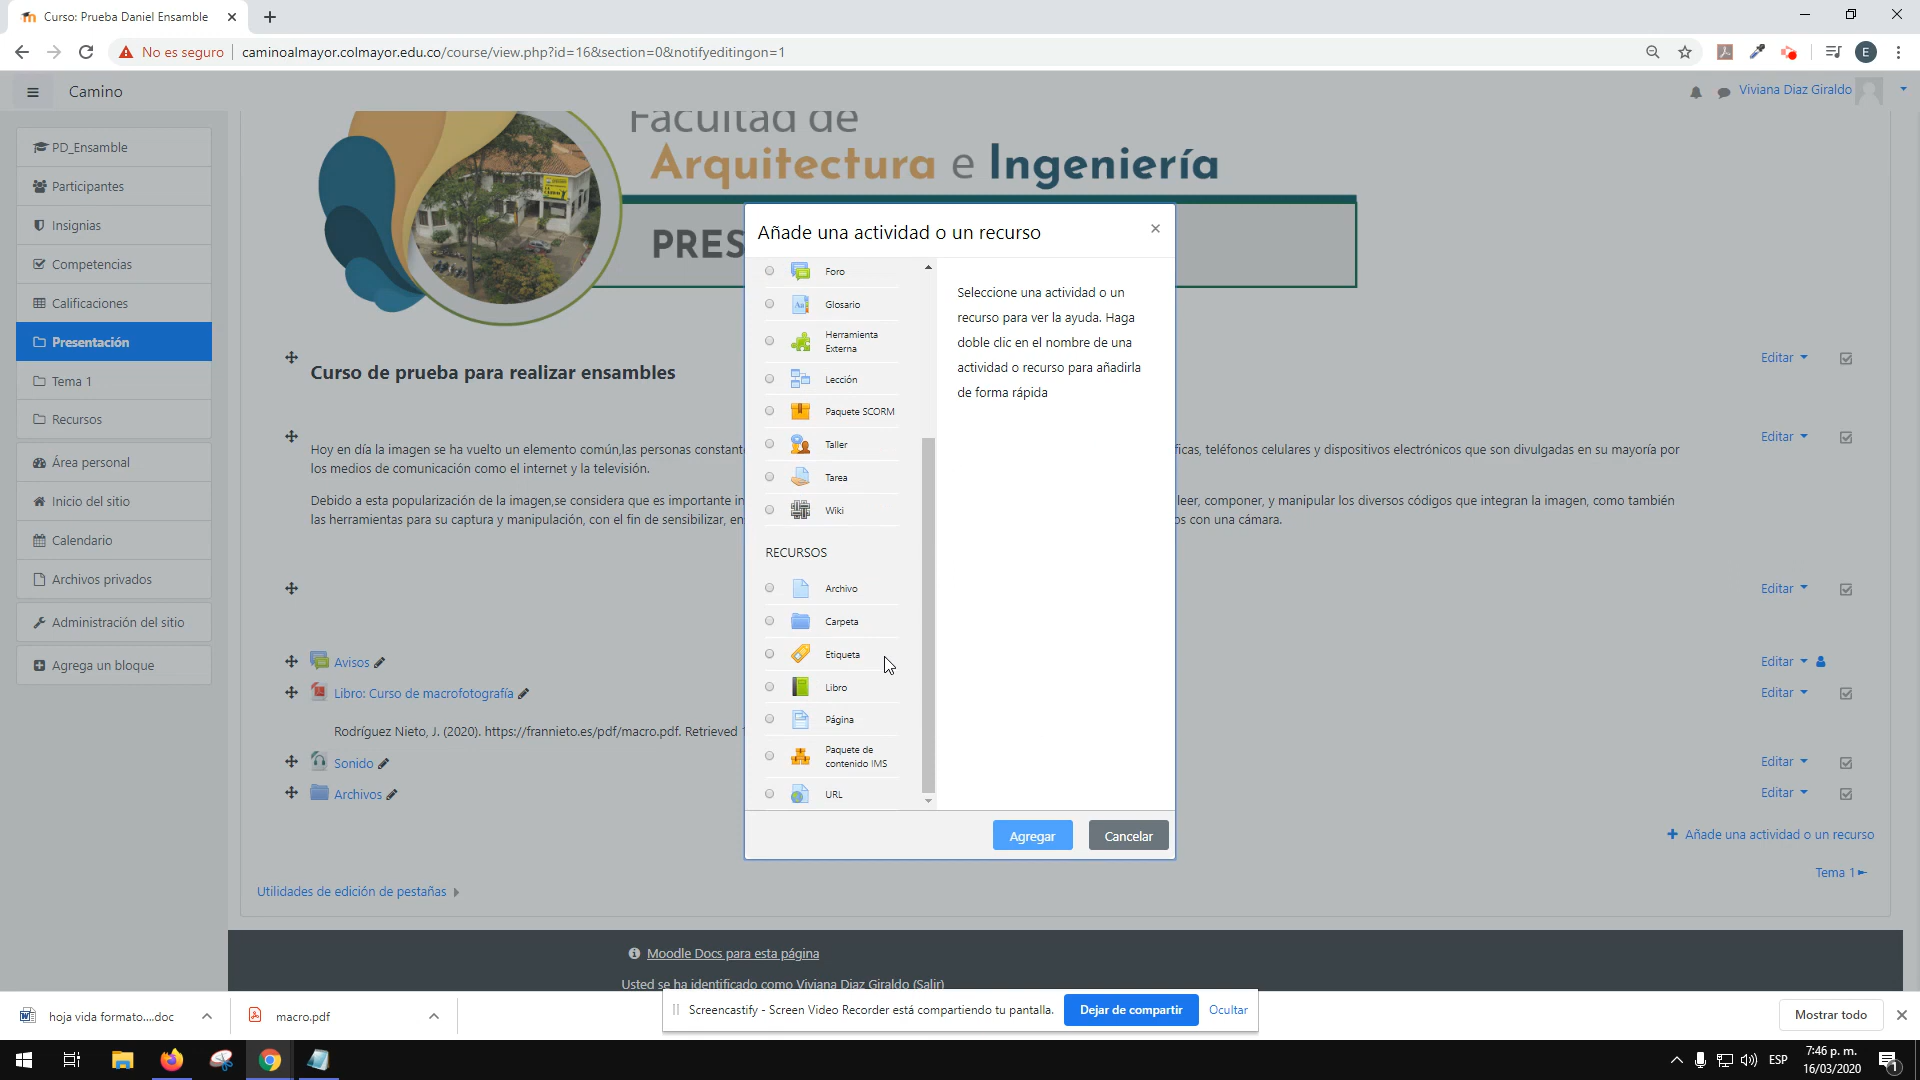 Curso: Prueba Daniel Ensamble
No es seguro
caminoalmayor.colmayor.edu.co/course/view.php?id=16&section=0&notifyeditingon=1
E
Camino
Viviana Diaz Giraldo
PD_Ensamble
Participantes
Insignias
Competencias
Calificaciones
Presentación
Tema 1
Recursos
Área personal
Inicio del sitio
Calendario
Archivos privados
Administración del sitio
Agrega un bloque
Facultad de
Arquitectura e Ingeniería
PRES
Curso de prueba para realizar ensambles
Editar
Hoy en día la imagen se ha vuelto un elemento común,las personas constant
ficas, teléfonos celulares y dispositivos electrónicos que son divulgadas en su mayoría por
Editar
los medios de comunicación como el internet y la televisión.
Debido a esta popularización de la imagen,se considera que es importante in
leer, componer, y manipular los diversos códigos que integran la imagen, como también
las herramientas para su captura y manipulación, con el fin de sensibilizar, en
s con una cámara.
Editar
Avisos
Editar
Libro: Curso de macrofotografía
Editar
Rodríguez Nieto, J. (2020). https://frannieto.es/pdf/macro.pdf. Retrieved
Sonido
Editar
Archivos
Editar
Añade una actividad o un recurso
Tema 1
Utilidades de edición de pestañas
Añade una actividad o un recurso
×
Foro
Glosario
Herramienta
Externa
Lección
Paquete SCORM
Taller
Tarea
Wiki
RECURSOS
Archivo
Carpeta
Etiqueta
Libro
Página
Paquete de
contenido IMS
URL
Seleccione una actividad o un
recurso para ver la ayuda. Haga
doble clic en el nombre de una
actividad o recurso para añadirla
de forma rápida
Agregar
Cancelar
Moodle Docs para esta página
Usted se ha identificado como Viviana Diaz Giraldo (Salir)
hoja vida formato....doc
macro.pdf
Screencastify - Screen Video Recorder está compartiendo tu pantalla.
Dejar de compartir
Ocultar
Mostrar todo
ESP
7:46 p. m.
16/03/2020
1